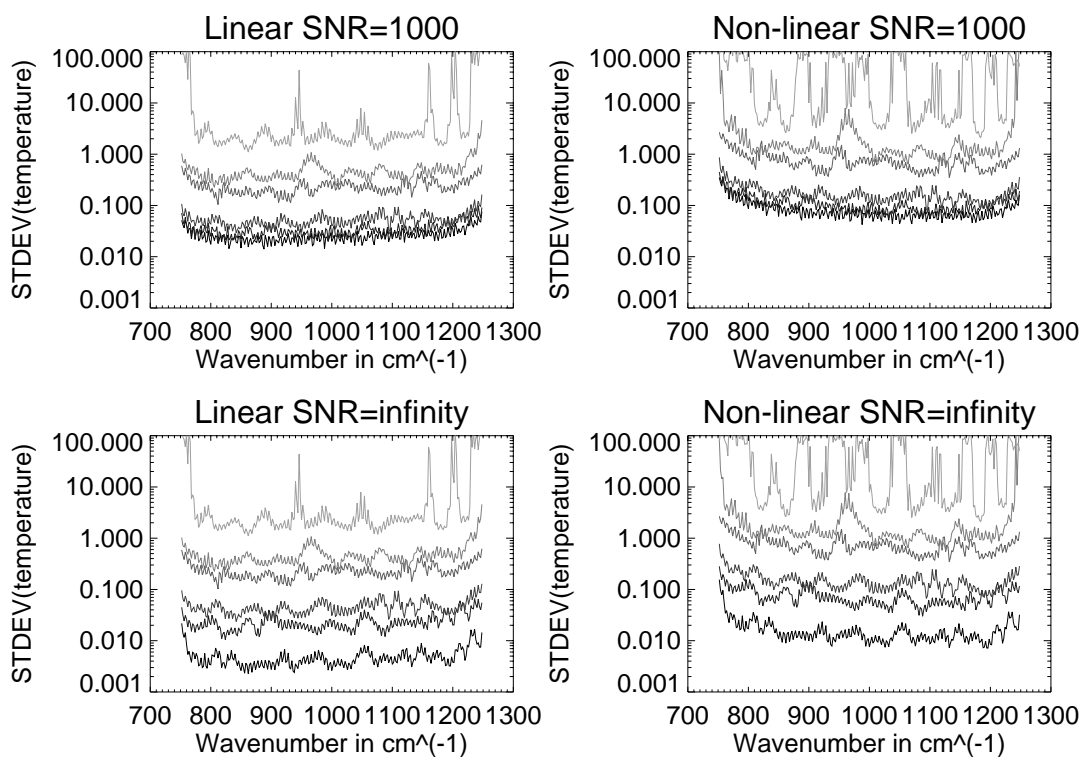 Linear SNR=1000
STDEV(temperature)
100.000
10.000
1.000
0.100
0.010
0.001
700 800 900 1000 1100 1200 1300
Wavenumber in cm^(-1)
Non-linear SNR=1000
STDEV(temperature)
100.000
10.000
1.000
0.100
0.010
0.001
700 800 900 1000 1100 1200 1300
Wavenumber in cm^(-1)
Linear SNR=infinity
STDEV(temperature)
100.000
10.000
1.000
0.100
0.010
0.001
700 800 900 1000 1100 1200 1300
Wavenumber in cm^(-1)
Non-linear SNR=infinity
STDEV(temperature)
100.000
10.000
1.000
0.100
0.010
0.001
700 800 900 1000 1100 1200 1300
Wavenumber in cm^(-1)